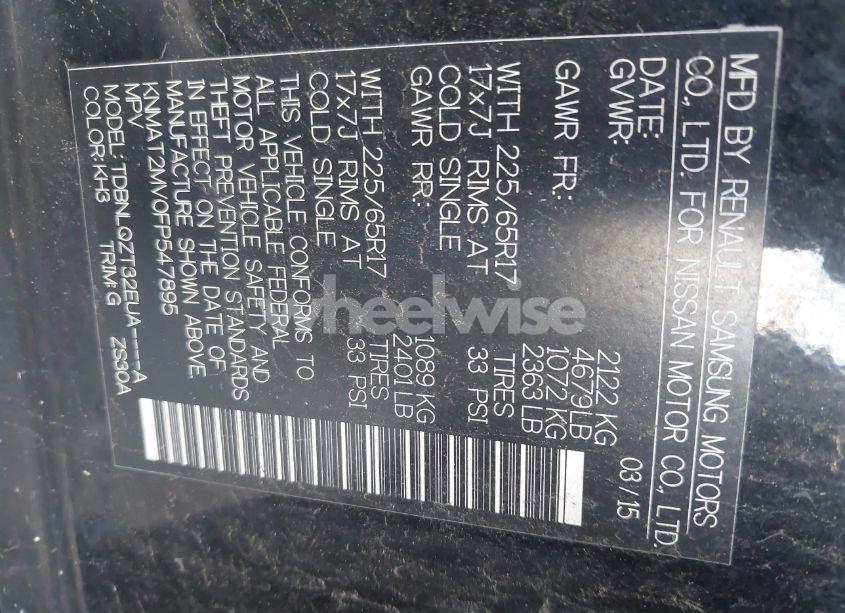 MFD BY RENAULT SAMSUNG MOTORS
CO., LTD. FOR NISSAN MOTOR CO., LTD.
DATE: 03/15
GVWR: 2122 KG
4679 LB
GAWR FR: 1072 KG
2363 LB
WITH 225/65R17 TIRES
17x7J RIMS AT 33 PSI
COLD SINGLE
GAWR RR: 1089 KG
2401 LB
WITH 225/65R17 TIRES
17x7J RIMS AT 33 PSI
COLD SINGLE
THIS VEHICLE CONFORMS TO
ALL APPLICABLE FEDERAL
MOTOR VEHICLE SAFETY AND
THEFT PREVENTION STANDARDS
IN EFFECT ON THE DATE OF
MANUFACTURE SHOWN ABOVE.
KNMAT2MV0FP547895
MPV
MODEL: TDBNLQZT32EUA----A
COLOR: KH3 TRIM: G ZS30A
wheelwise